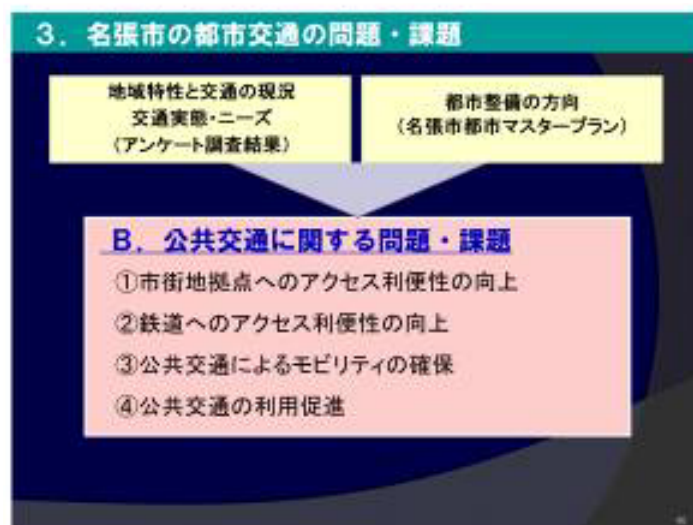 3．名張市の都市交通の問題・課題
地域特性と交通の現況
交通実態・ニーズ
（アンケート調査結果）
都市整備の方向
（名張市都市マスタープラン）
B．公共交通に関する問題・課題
①市街地拠点へのアクセス利便性の向上
②鉄道へのアクセス利便性の向上
③公共交通によるモビリティの確保
④公共交通の利用促進